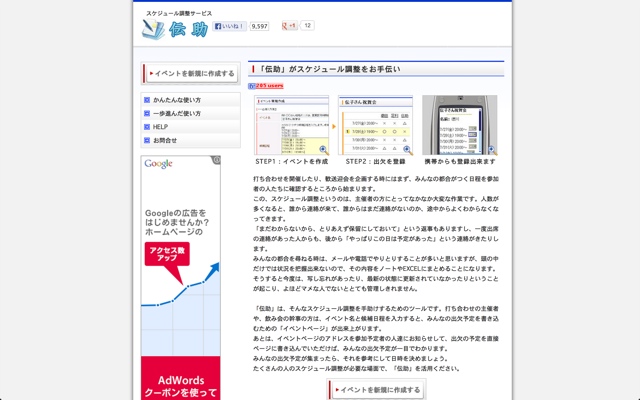 スケジュール調整サービス
伝助
いいね！
9,597
+1
12
イベントを新規に作成する
かんたんな使い方
一歩進んだ使い方
HELP
お問合せ
Google
Googleの広告を
はじめませんか?
ホームページの
アクセス数
アップ
AdWords
クーポンを使って
「伝助」がスケジュール調整をお手伝い
285 users
STEP1：イベントを作成
STEP2：出欠を登録
携帯からも登録出来ます
打ち合わせを開催したり、歓送迎会を企画する時にはまず、みんなの都合がつく日程を参加
者の人たちに確認するところから始まります。
この、スケジュール調整というのは、主催者の方にとってなかなか大変な作業です。人数が
多くなると、誰から連絡が来て、誰からはまだ連絡がないのか、途中からよくわからなくな
ってきます。
「まだわからないから、とりあえず保留にしておいて」という返事もありますし、一度出席
の連絡があった人からも、後から「やっぱりこの日は予定があった」という連絡がきたりし
ます。
みんなの都合を尋ねる時は、メールや電話でやりとりすることが多いと思いますが、頭の中
だけでは状況を把握出来ないので、その内容をノートやEXCELにまとめることになります。
そうすると今度は、写し忘れがあったり、最新の状態に更新されていなかったりということ
が起こり、よほどマメな人でないととても管理しきれません。
「伝助」は、そんなスケジュール調整を手助けするためのツールです。打ち合わせの主催者
や、飲み会の幹事の方は、イベント名と候補日程を入力すると、みんなの出欠予定を書き込
むための「イベントページ」が出来上がります。
あとは、イベントページのアドレスを参加予定者の人達にお知らせして、出欠の予定を直接
ページに書き込んでいただければ、みんなの出欠予定が一目でわかります。
みんなの出欠予定が集まったら、それを参考にして日時を決めましょう。
たくさんの人のスケジュール調整が必要な場面で、「伝助」を活用ください。
イベントを新規に作成する